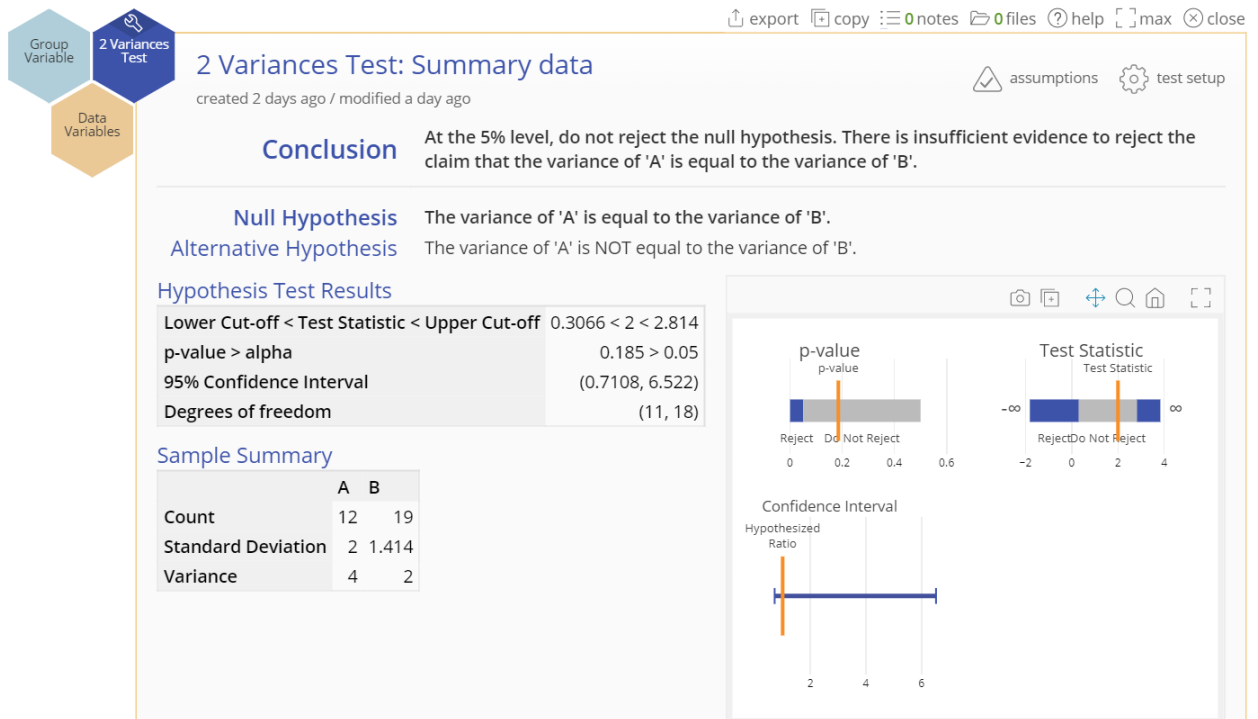 export copy 0 notes 0 files help max close
Group
Variable
2 Variances
Test
Data
Variables
2 Variances Test: Summary data
created 2 days ago / modified a day ago
assumptions test setup
Conclusion
At the 5% level, do not reject the null hypothesis. There is insufficient evidence to reject the
claim that the variance of 'A' is equal to the variance of 'B'.
Null Hypothesis The variance of 'A' is equal to the variance of 'B'.
Alternative Hypothesis The variance of 'A' is NOT equal to the variance of 'B'.
Hypothesis Test Results
Lower Cut-off < Test Statistic < Upper Cut-off 0.3066 < 2 < 2.814
p-value > alpha 0.185 > 0.05
95% Confidence Interval (0.7108, 6.522)
Degrees of freedom (11, 18)
Sample Summary
A B
Count 12 19
Standard Deviation 2 1.414
Variance 4 2
p-value
p-value
Reject Do Not Reject
0 0.2 0.4 0.6
Test Statistic
Test Statistic
-∞ ∞
Reject Do Not Reject
−2 0 2 4
Confidence Interval
Hypothesized
Ratio
2 4 6